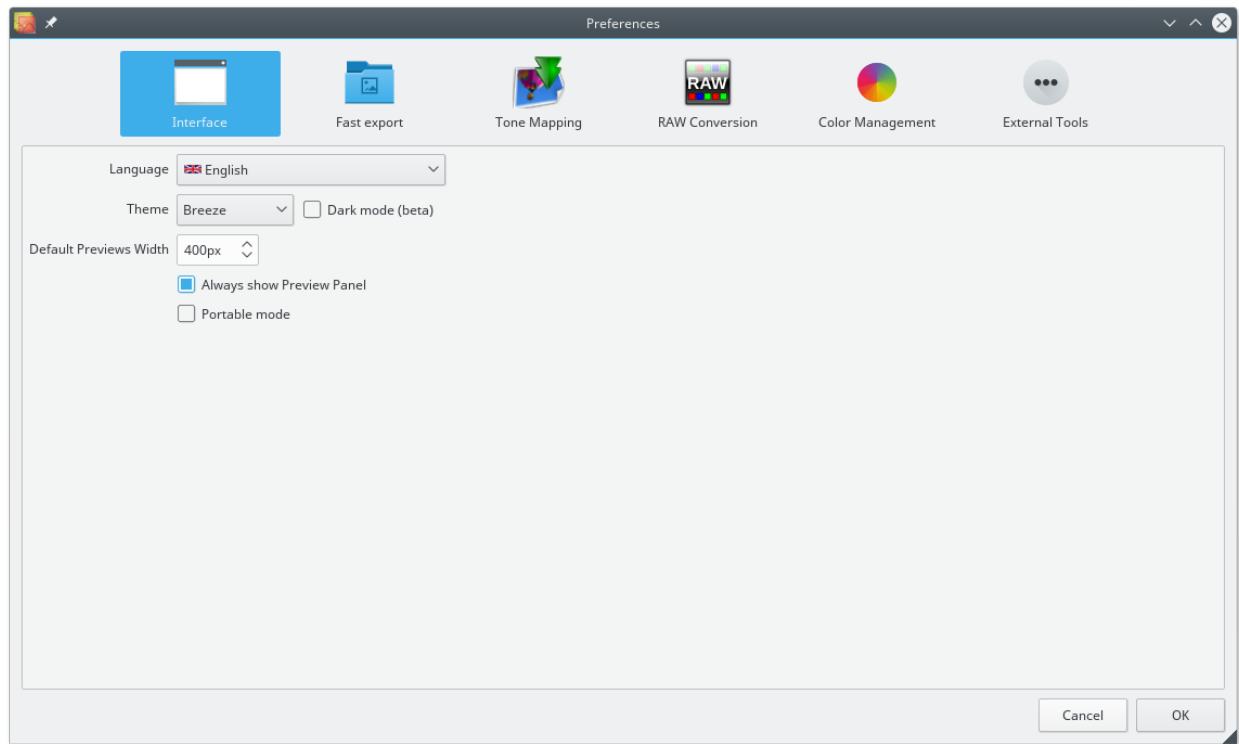 Preferences
Interface
Fast export
Tone Mapping
RAW
RAW Conversion
Color Management
External Tools
Language English
Theme Breeze Dark mode (beta)
Default Previews Width 400px
Always show Preview Panel
Portable mode
Cancel OK